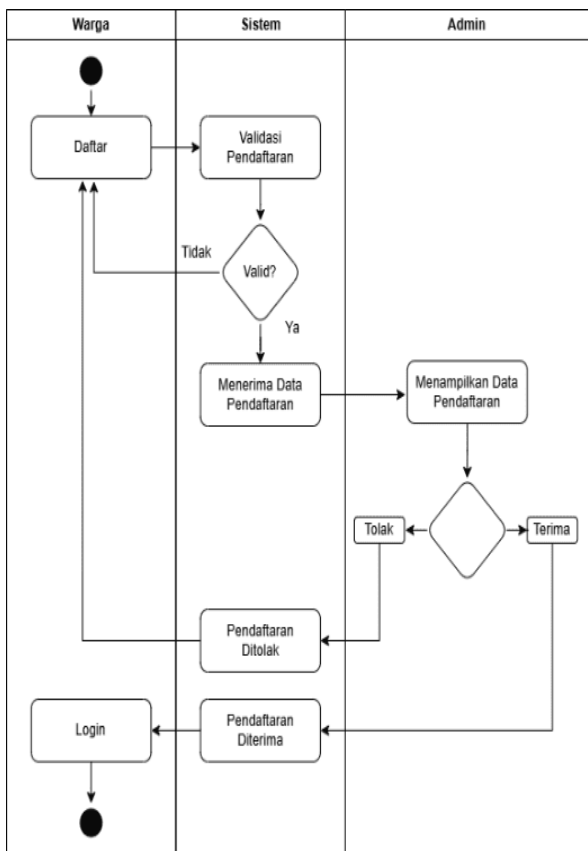 Warga
Sistem
Admin
Daftar
Validasi
Pendaftaran
Tidak
Valid?
Ya
Menerima Data
Pendaftaran
Menampilkan Data
Pendaftaran
Tolak
Terima
Pendaftaran
Ditolak
Login
Pendaftaran
Diterima